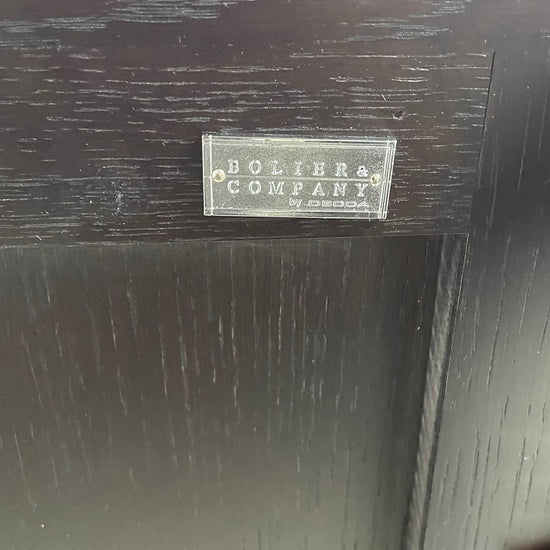 BOLIER &
COMPANY
by DECCA